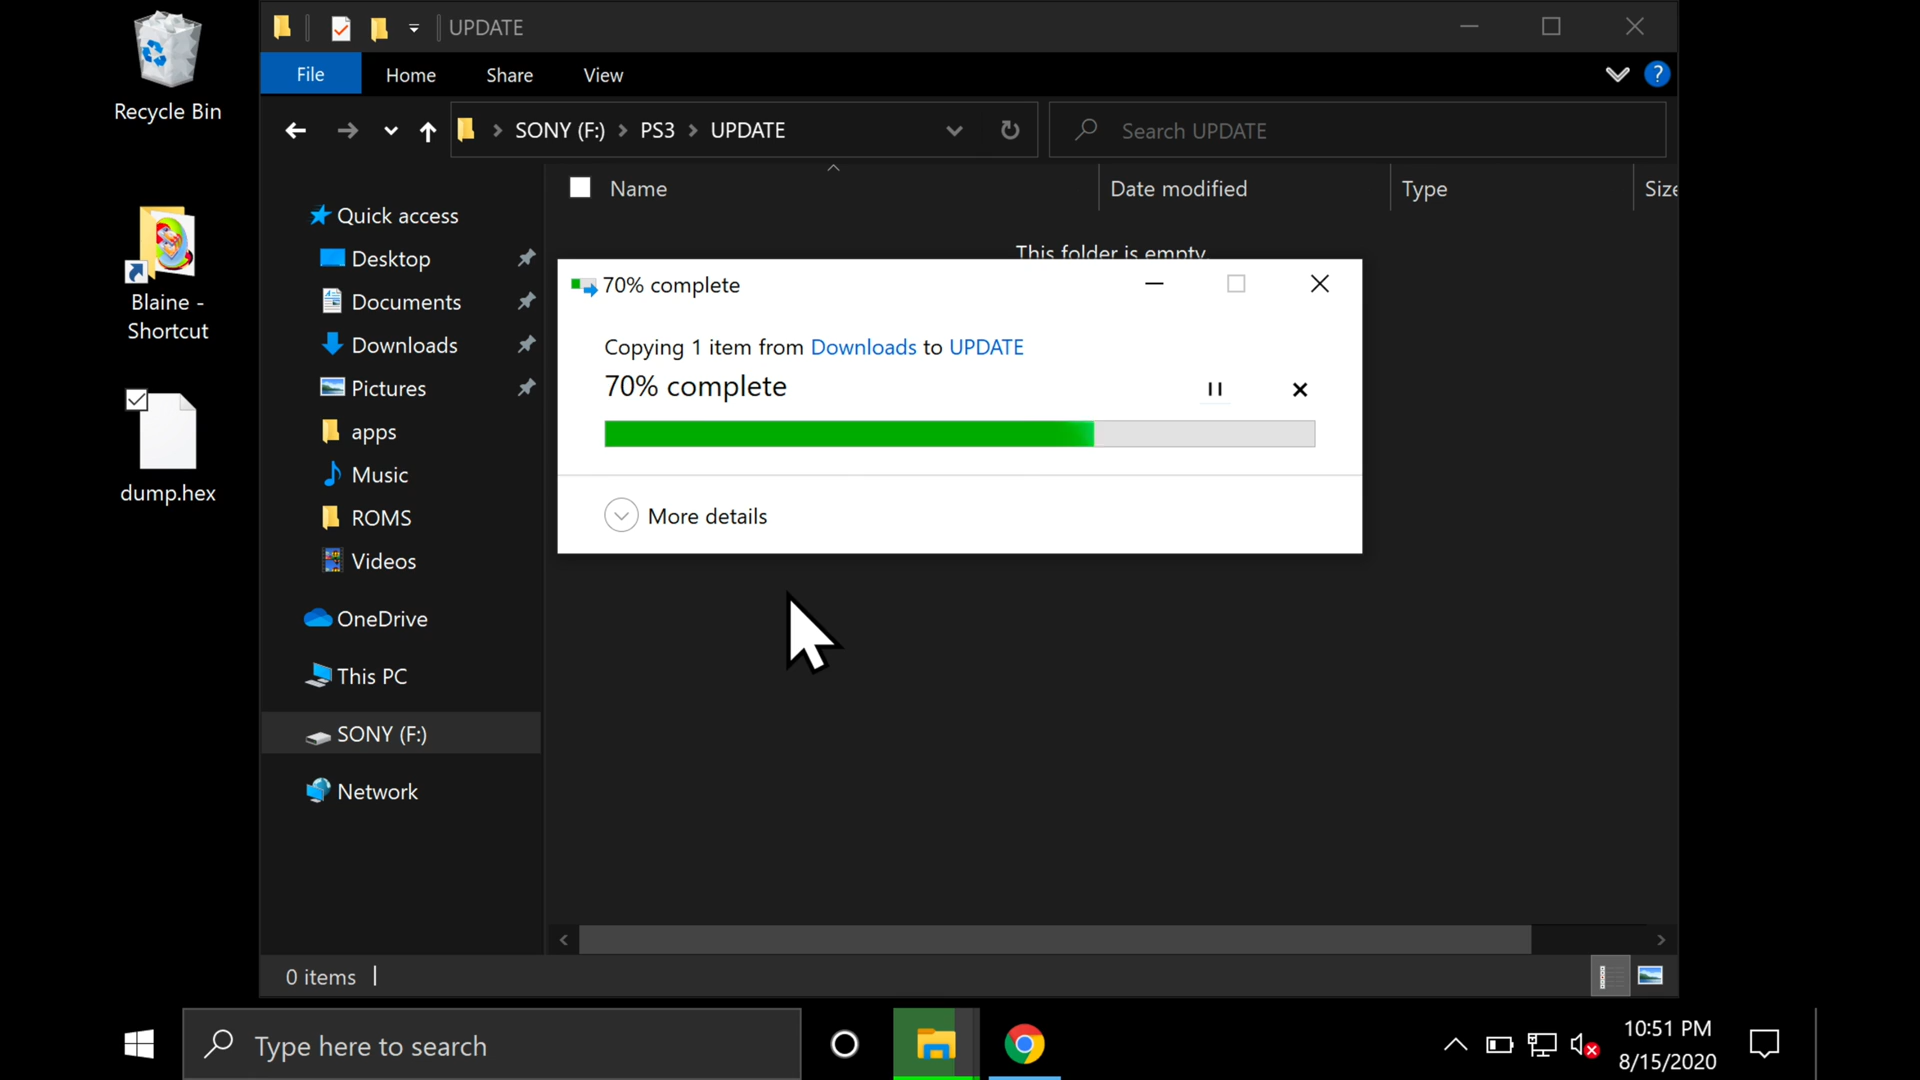 Recycle Bin
Blaine -
Shortcut
dump.hex
UPDATE
File Home Share View
?
SONY (F:) PS3 UPDATE
Search UPDATE
Name Date modified Type Size
This folder is empty.
Quick access
Desktop
Documents
Downloads
Pictures
apps
Music
ROMS
Videos
OneDrive
This PC
SONY (F:)
Network
70% complete
Copying 1 item from Downloads to UPDATE
70% complete
More details
0 items
Type here to search
10:51 PM
8/15/2020